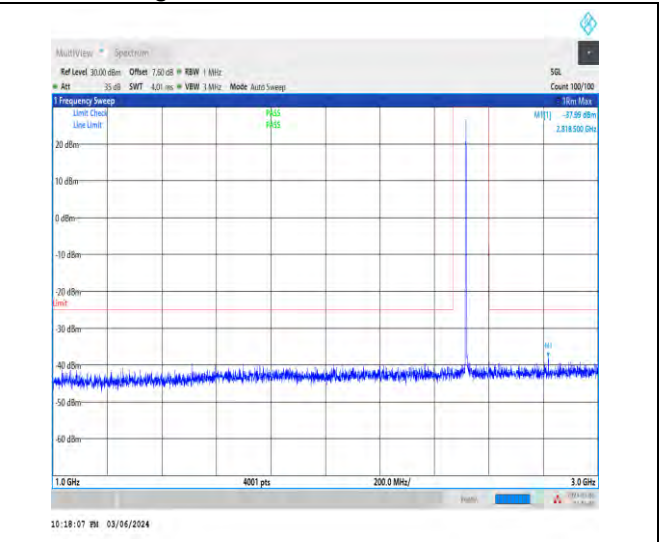 MultiView Spectrum
Ref Level 30.00 dBm Offset 7.60 dB RBW 1 MHz SGL
Att 35 dB SWT 4.01 ms VBW 3 MHz Mode Auto Sweep Count 100/100
1 Frequency Sweep 1Rm Max
Limit Check PASS M1[1] -37.99 dBm
Line Limit PASS 2.818 500 GHz
20 dBm
10 dBm
0 dBm
-10 dBm
-20 dBm
Limit
-30 dBm
M1
-40 dBm
-50 dBm
-60 dBm
1.0 GHz 4001 pts 200.0 MHz/ 3.0 GHz
10:18:07 PM 03/06/2024